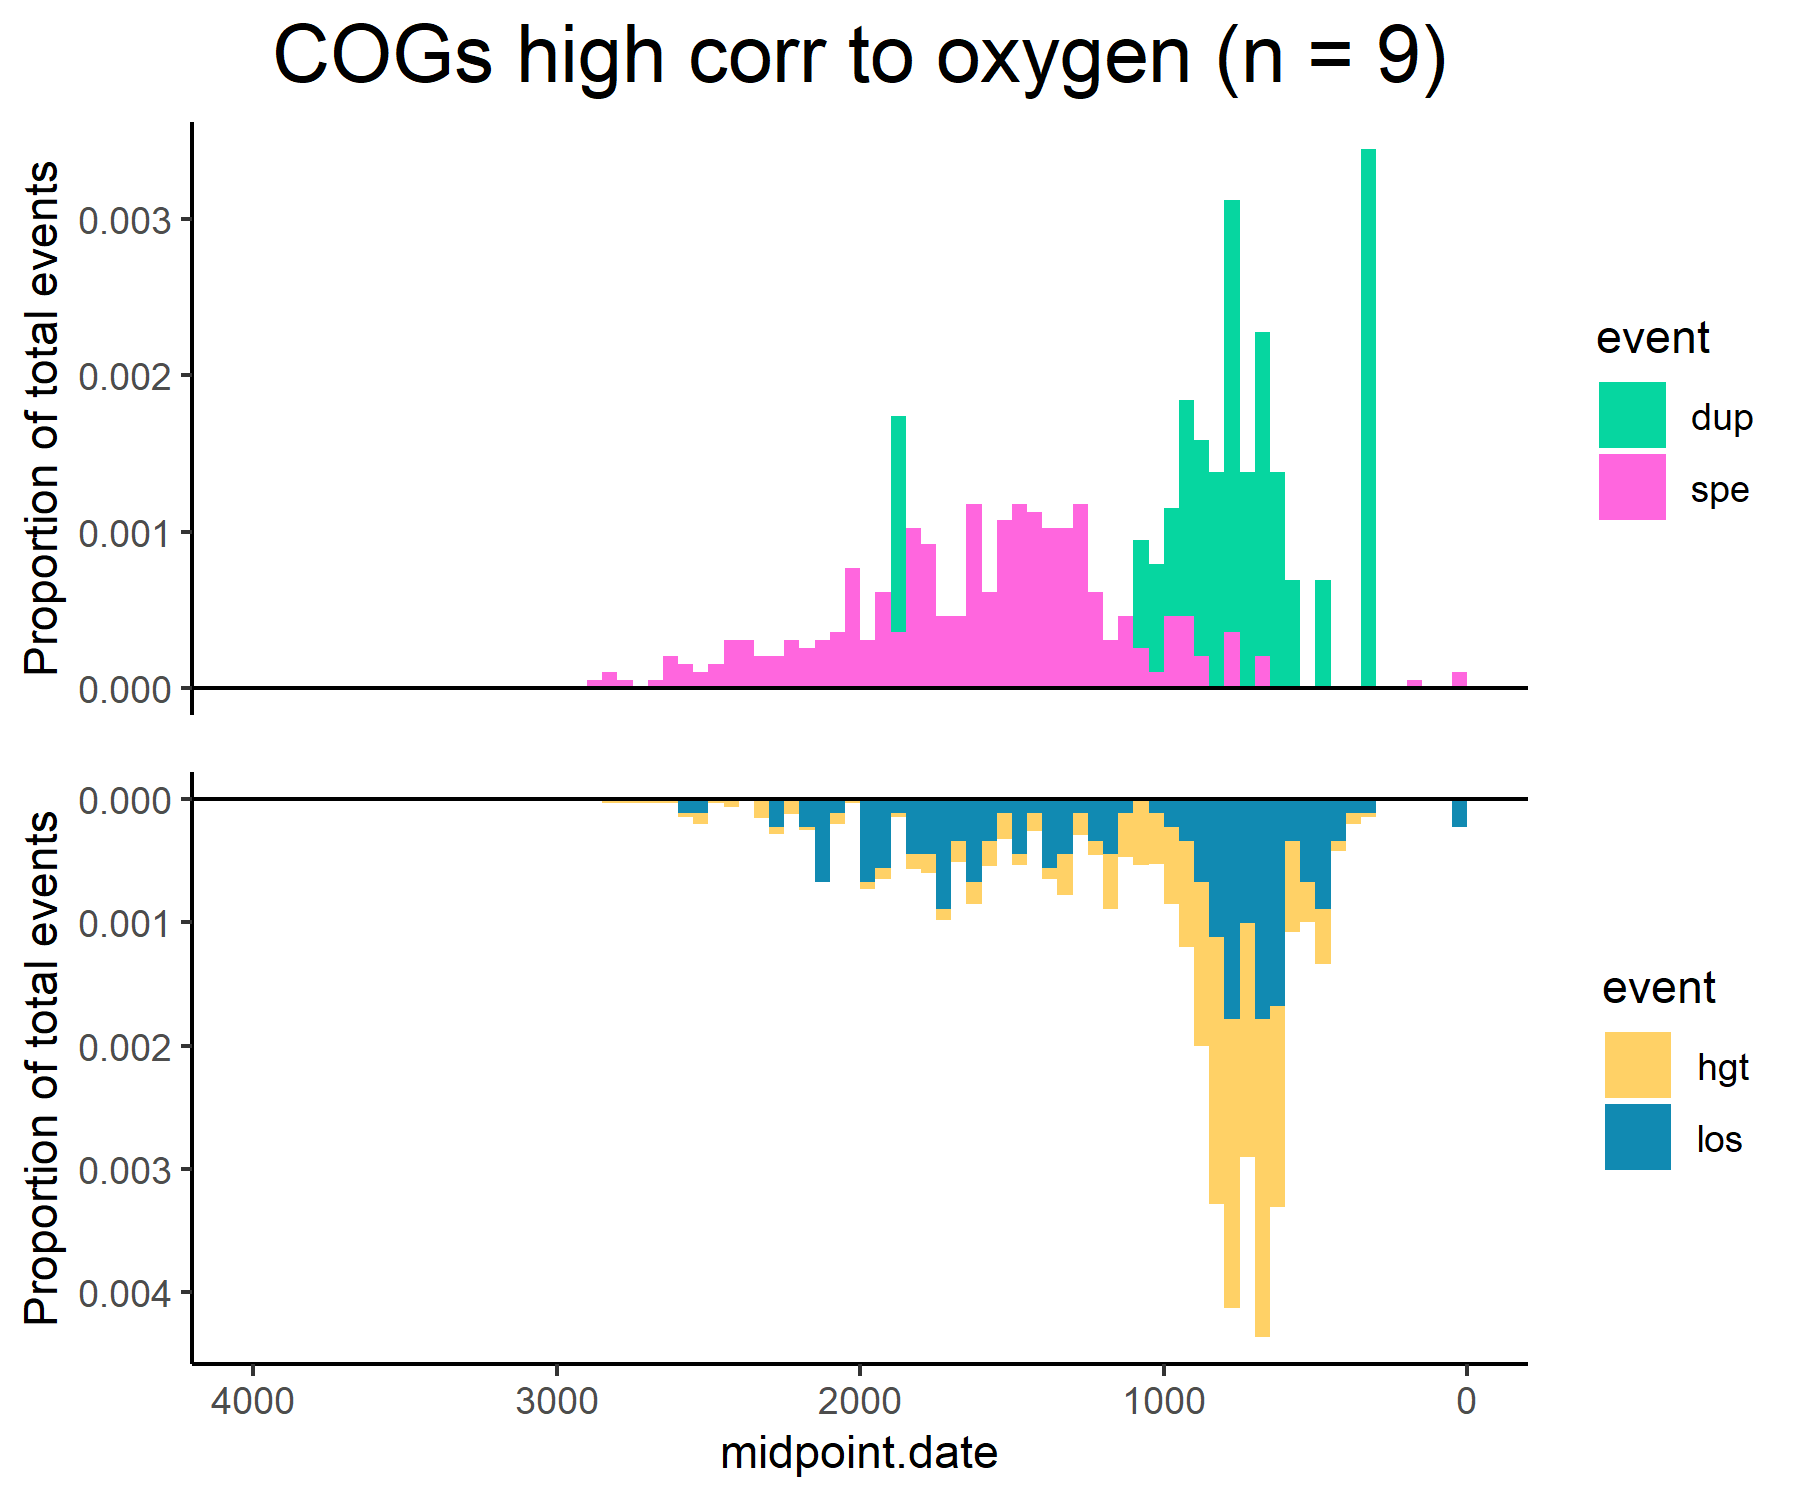 COGs high corr to oxygen (n = 9)
Proportion of total events
0.003
0.002
0.001
0.000
event
dup
spe
Proportion of total events
0.000
0.001
0.002
0.003
0.004
event
hgt
los
4000 3000 2000 1000 0
midpoint.date